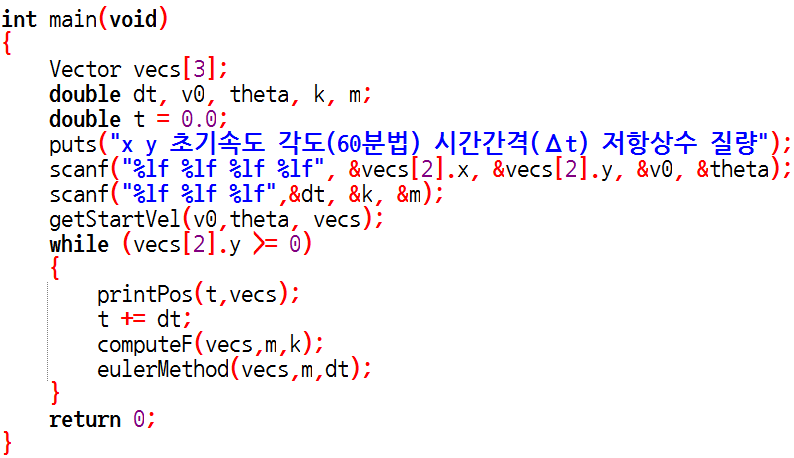 int main(void)
{
    Vector vecs[3];
    double dt, v0, theta, k, m;
    double t = 0.0;
    puts("x y 초기속도 각도(60분법) 시간간격(Δt) 저항상수 질량");
    scanf("%lf %lf %lf %lf", &vecs[2].x, &vecs[2].y, &v0, &theta);
    scanf("%lf %lf %lf",&dt, &k, &m);
    getStartVel(v0,theta, vecs);
    while (vecs[2].y >= 0)
    {
        printPos(t,vecs);
        t += dt;
        computeF(vecs,m,k);
        eulerMethod(vecs,m,dt);
    }
    return 0;
}